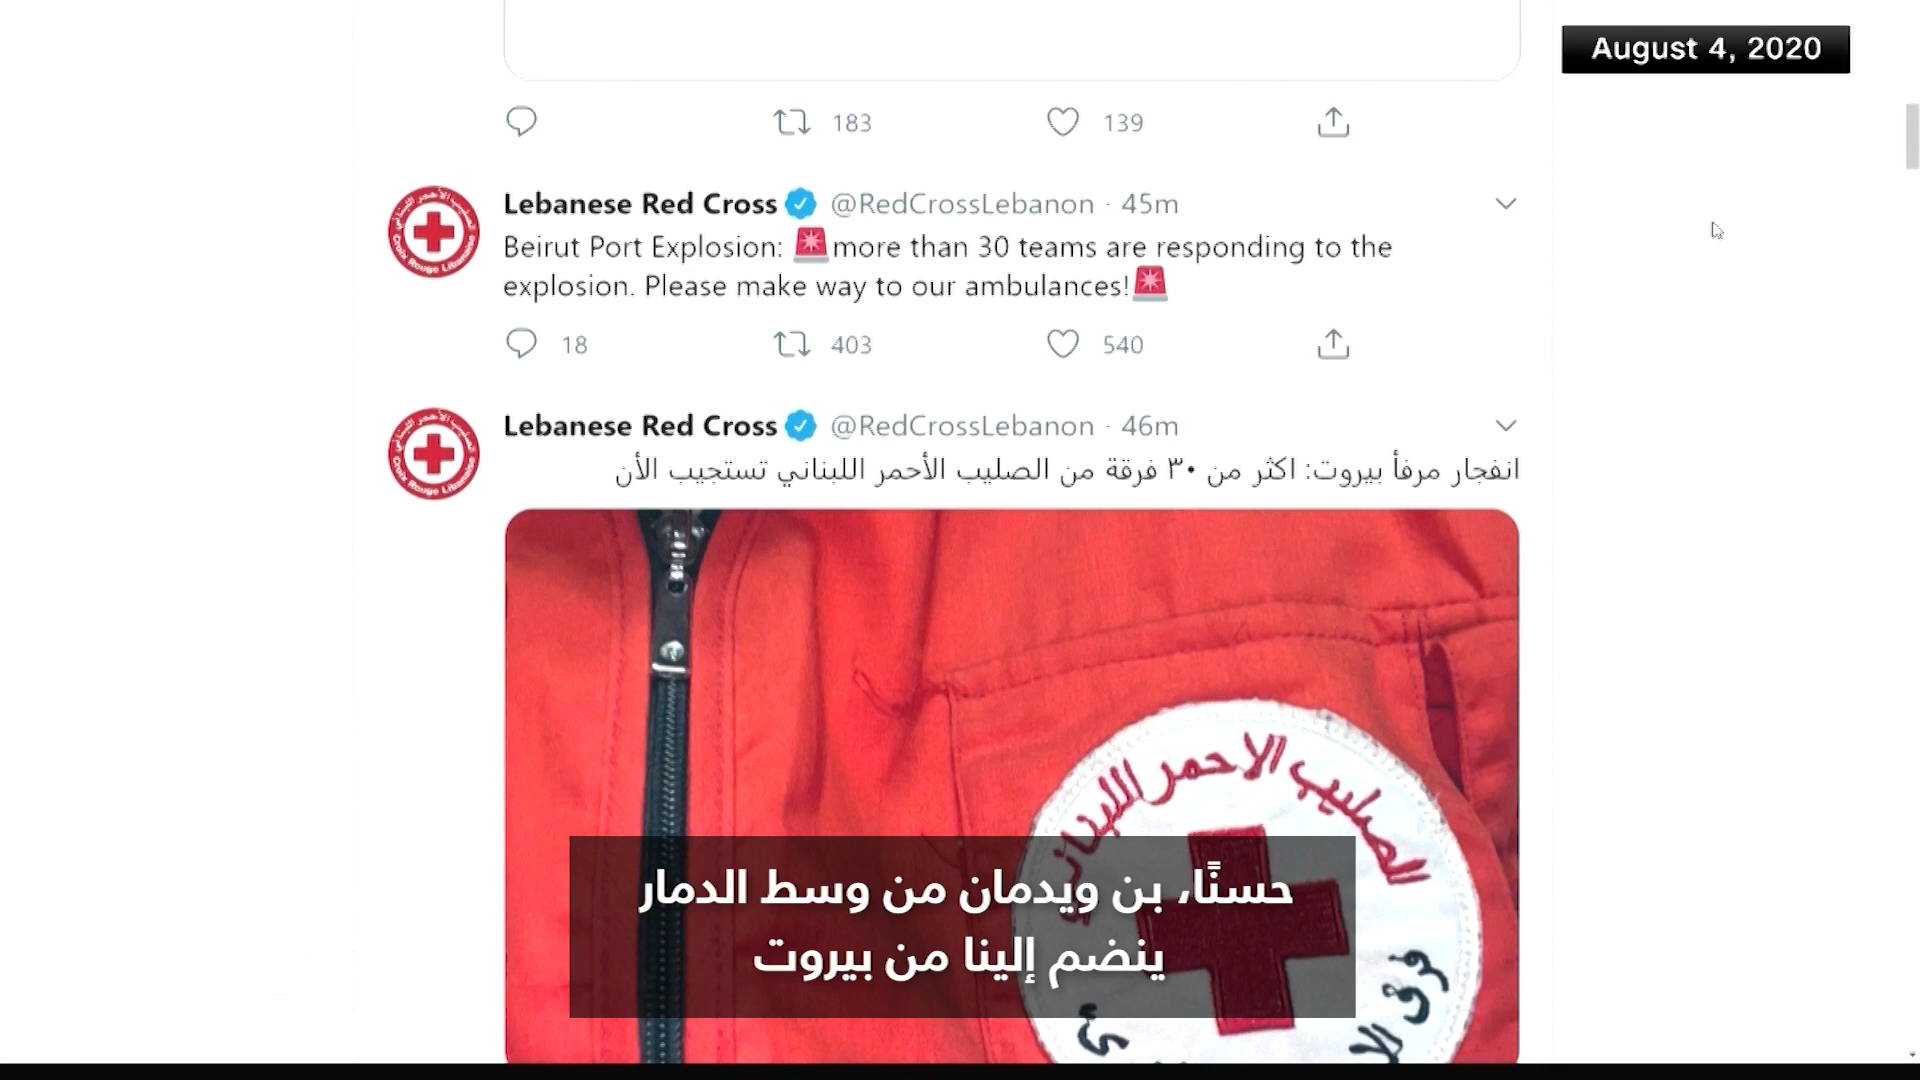 August 4, 2020
183 139
Lebanese Red Cross @RedCrossLebanon · 45m
Beirut Port Explosion: 🚨more than 30 teams are responding to the
explosion. Please make way to our ambulances!🚨
18 403 540
Lebanese Red Cross @RedCrossLebanon · 46m
انفجار مرفأ بيروت: اكثر من ٣٠ فرقة من الصليب الأحمر اللبناني تستجيب الأن
الصليب الاحمر اللبناني
فرق الا
حسنًا، بن ويدمان من وسط الدمار
ينضم إلينا من بيروت